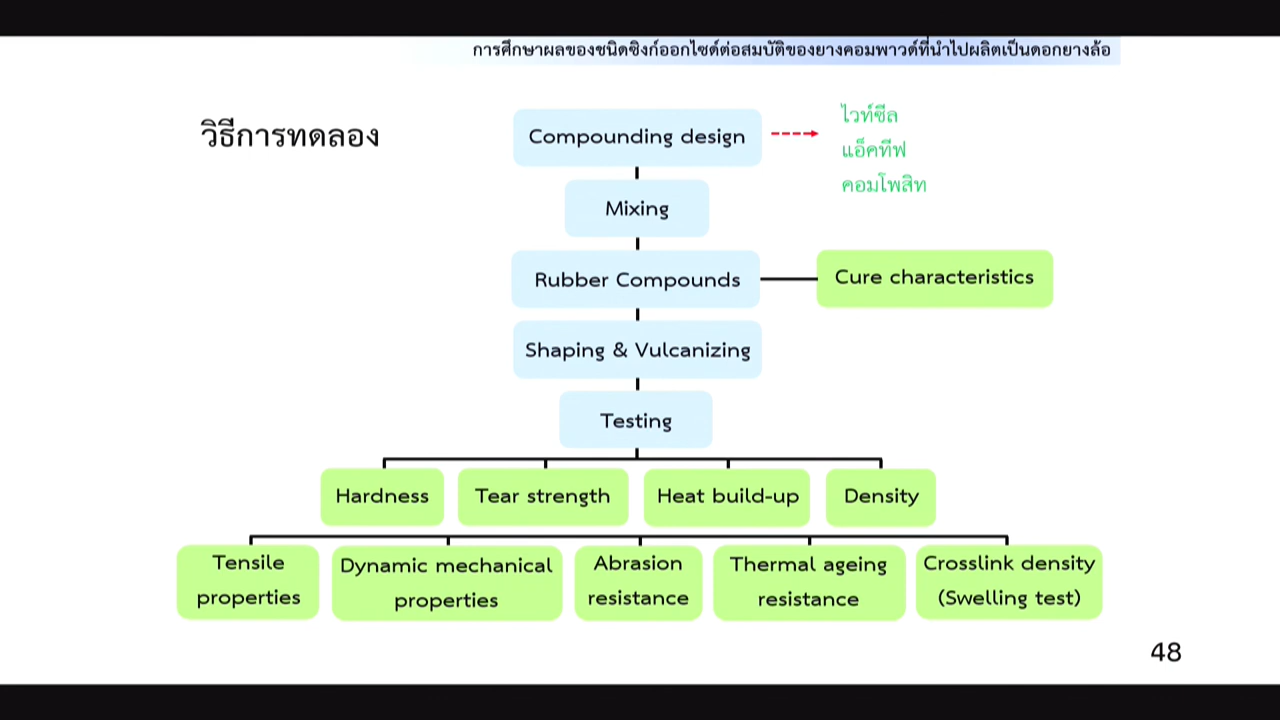 การศึกษาผลของชนิดซิงก์ออกไซด์ต่อสมบัติของยางคอมพาวด์ที่นำไปผลิตเป็นดอกยางล้อ
วิธีการทดลอง
Compounding design
ไวท์ซีล
แอ็คทีฟ
คอมโพสิท
Mixing
Rubber Compounds
Cure characteristics
Shaping & Vulcanizing
Testing
Hardness
Tear strength
Heat build-up
Density
Tensile
properties
Dynamic mechanical
properties
Abrasion
resistance
Thermal ageing
resistance
Crosslink density
(Swelling test)
48